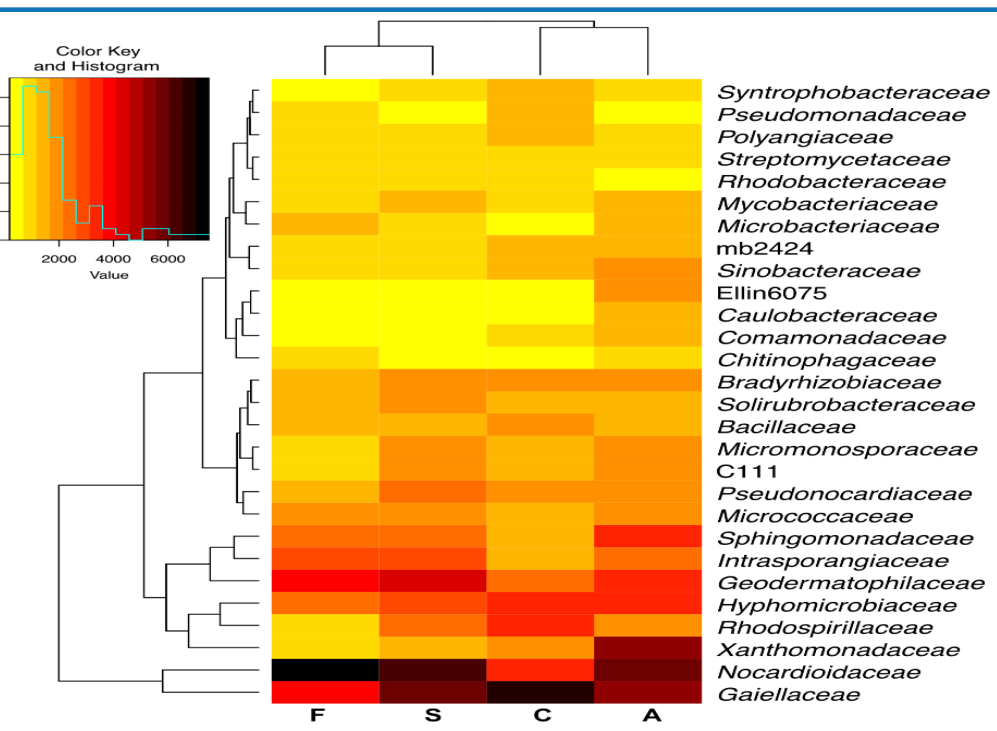 Color Key
and Histogram
2000 4000 6000
Value
Syntrophobacteraceae
Pseudomonadaceae
Polyangiaceae
Streptomycetaceae
Rhodobacteraceae
Mycobacteriaceae
Microbacteriaceae
mb2424
Sinobacteraceae
Ellin6075
Caulobacteraceae
Comamonadaceae
Chitinophagaceae
Bradyrhizobiaceae
Solirubrobacteraceae
Bacillaceae
Micromonosporaceae
C111
Pseudonocardiaceae
Micrococcaceae
Sphingomonadaceae
Intrasporangiaceae
Geodermatophilaceae
Hyphomicrobiaceae
Rhodospirillaceae
Xanthomonadaceae
Nocardioidaceae
Gaiellaceae
F S C A